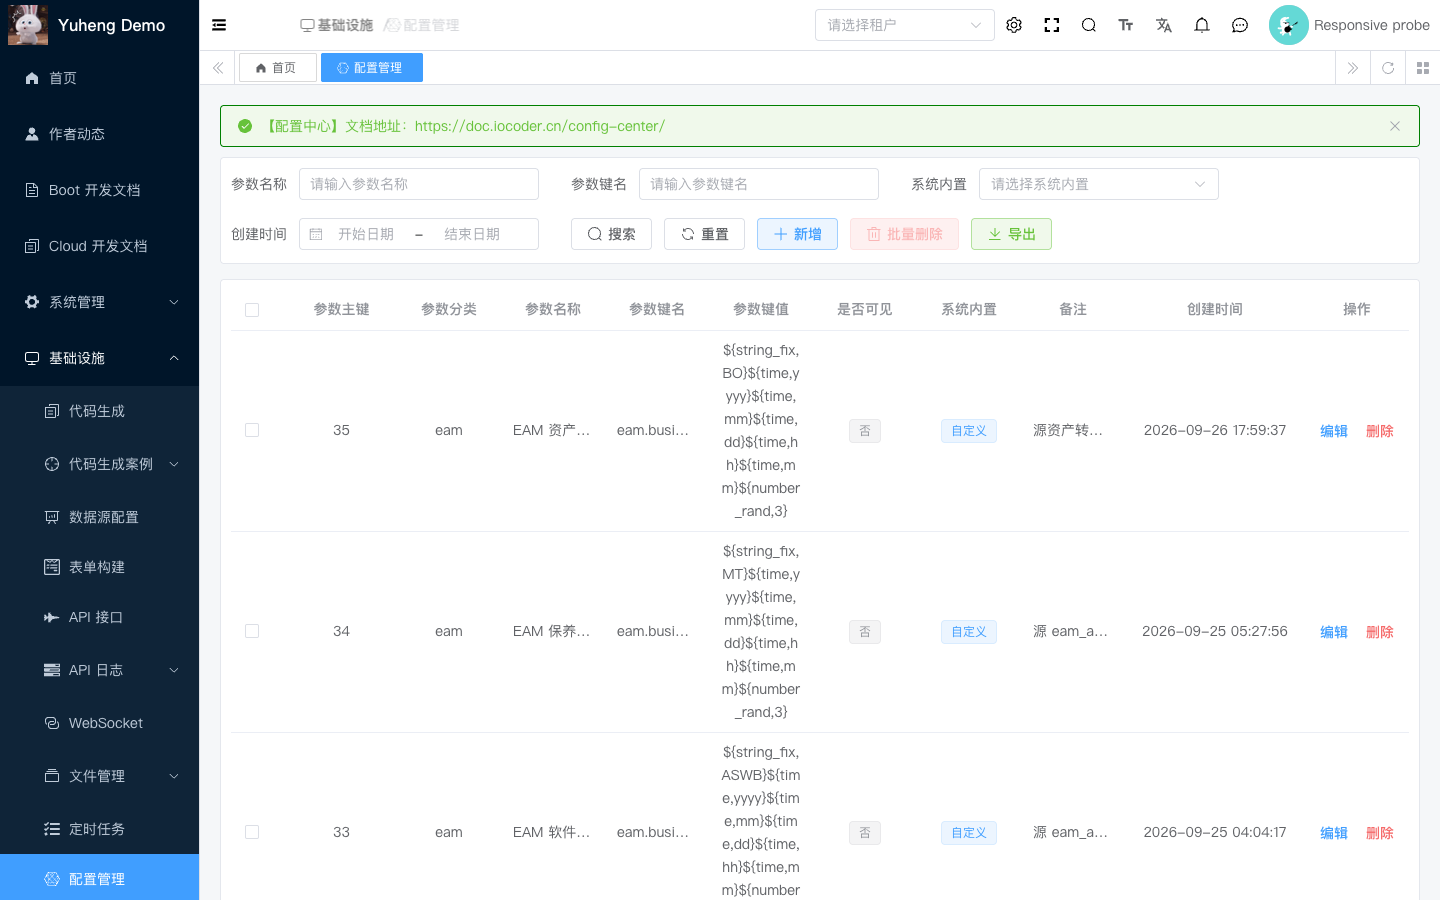 Yuheng Demo
首页
作者动态
Boot 开发文档
Cloud 开发文档
系统管理
基础设施
代码生成
代码生成案例
数据源配置
表单构建
API 接口
API 日志
WebSocket
文件管理
定时任务
配置管理
基础设施 配置管理
请选择租户
Responsive probe
首页 配置管理
【配置中心】文档地址：https://doc.iocoder.cn/config-center/
参数名称 请输入参数名称 参数键名 请输入参数键名 系统内置 请选择系统内置
创建时间 开始日期 - 结束日期 搜索 重置 新增 批量删除 导出
参数主键 参数分类 参数名称 参数键名 参数键值 是否可见 系统内置 备注 创建时间 操作
${string_fix,
BO}${time,y
yyy}${time,
mm}${time,
35 eam EAM 资产... eam.busi... dd}${time,h 否 自定义 源资产转... 2026-09-26 17:59:37 编辑 删除
h}${time,m
m}${number
_rand,3}
${string_fix,
MT}${time,y
yyy}${time,
mm}${time,
34 eam EAM 保养... eam.busi... dd}${time,h 否 自定义 源 eam_a... 2026-09-25 05:27:56 编辑 删除
h}${time,m
m}${number
_rand,3}
${string_fix,
ASWB}${tim
e,yyyy}${tim
e,mm}${tim
33 eam EAM 软件... eam.busi... e,dd}${time, 否 自定义 源 eam_a... 2026-09-25 04:04:17 编辑 删除
hh}${time,m
m}${number